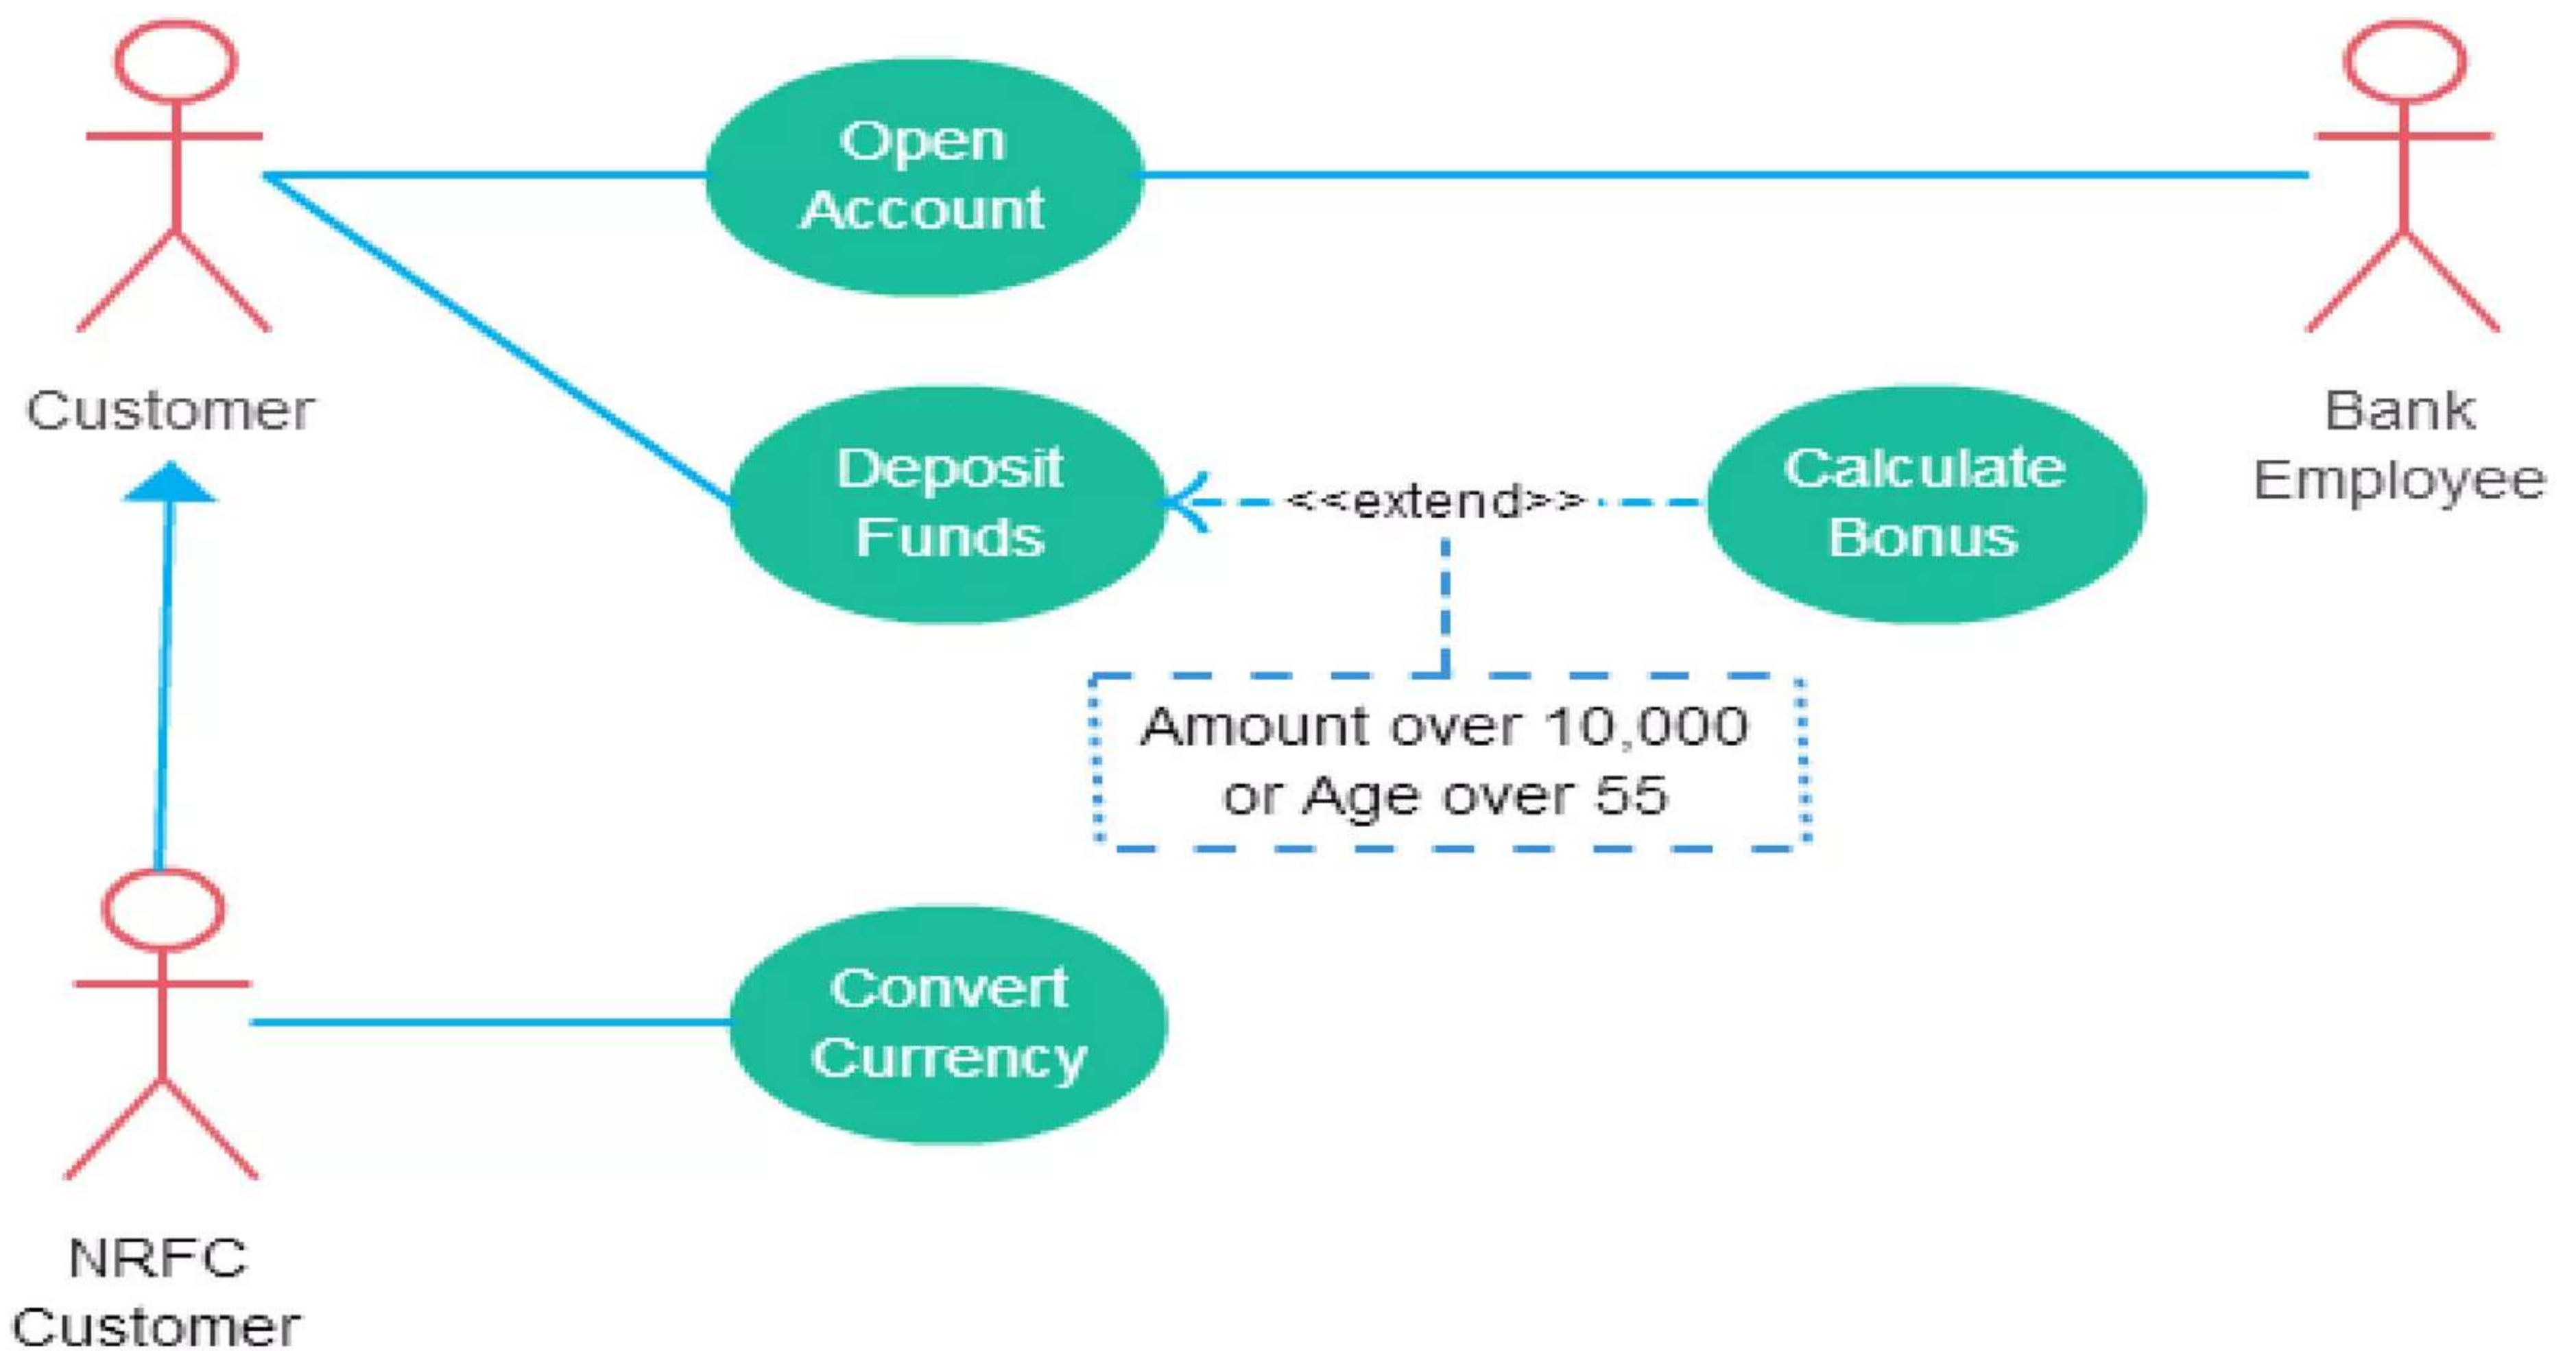 Open
Account
Customer
Bank
Employee
Deposit
Funds
<<extend>>
Calculate
Bonus
Amount over 10,000
or Age over 55
Convert
Currency
NRFC
Customer